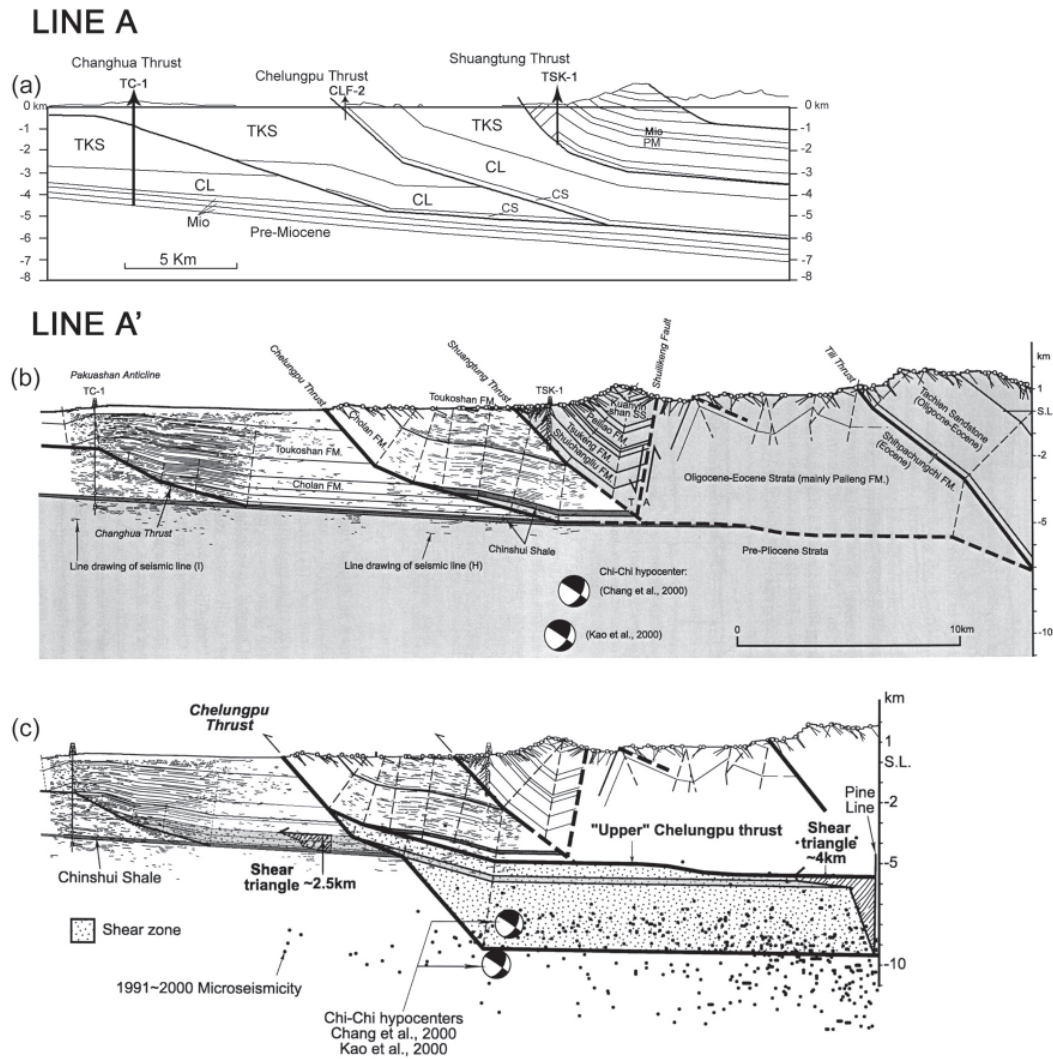 LINE A
(a)
Changhua Thrust
TC-1
Chelungpu Thrust
CLF-2
Shuangtung Thrust
TSK-1
0 km
-1
-2
-3
-4
-5
-6
-7
-8
TKS
TKS
TKS
CL
CL
CL
CS
CS
Mio
PM
Mio
Pre-Miocene
5 Km
0 km
-1
-2
-3
-4
-5
-6
-7
-8
LINE A'
(b)
Pakuashan Anticline
TC-1
Chelungpu Thrust
Shuangtung Thrust
TSK-1
Shuilikeng Fault
Tili Thrust
km
1
S.L.
-2
-5
-10
Toukoshan FM.
Cholan FM.
Toukoshan FM.
Cholan FM.
Kuanyin
-shan SS.
Peiliao FM.
Tsukeng FM.
Shuichangliu FM.
T
A
Oligocene-Eocene Strata (mainly Paileng FM.)
Tachien Sandstone
(Oligocne-Eocene)
Shihpachungchi FM.
(Eocene)
Changhua Thrust
Chinshui Shale
Pre-Pliocene Strata
Line drawing of seismic line (I)
Line drawing of seismic line (H)
Chi-Chi hypocenter:
(Chang et al., 2000)
(Kao et al., 2000)
0
10km
(c)
Chelungpu
Thrust
km
1
S.L.
Pine
Line
-2
-5
-10
"Upper" Chelungpu thrust
Shear
triangle
~4km
Chinshui Shale
Shear
triangle ~2.5km
Shear zone
1991~2000 Microseismicity
Chi-Chi hypocenters
Chang et al., 2000
Kao et al., 2000